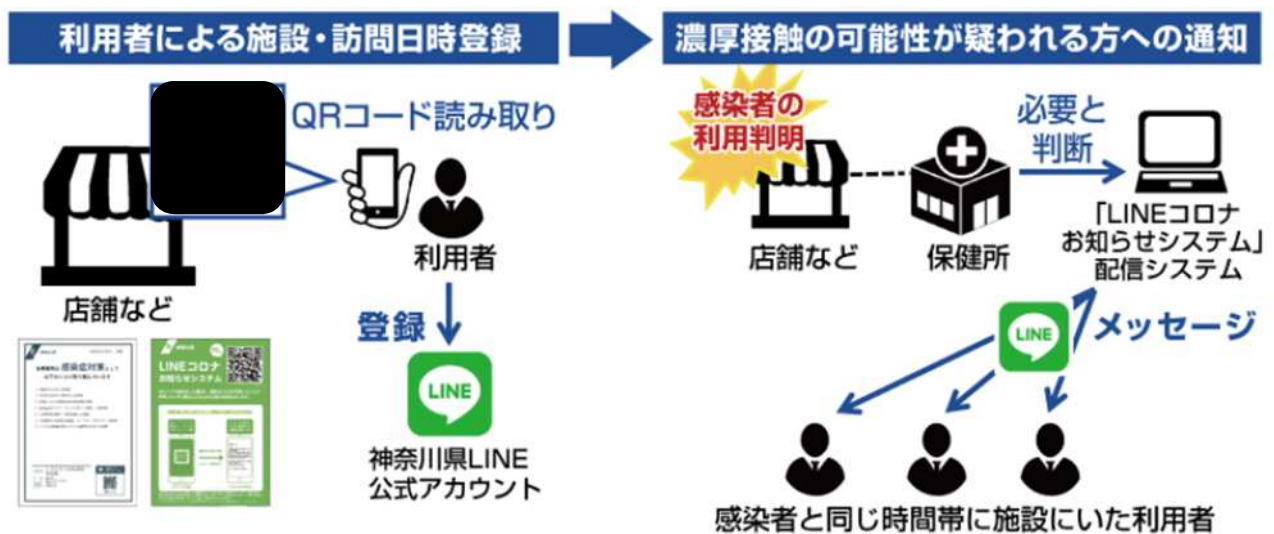 利用者による施設・訪問日時登録
QRコード読み取り
店舗など
利用者
登録
LINE
神奈川県LINE
公式アカウント
感染症対策
LINEコロナ
お知らせシステム
濃厚接触の可能性が疑われる方への通知
感染者の
利用判明
必要と
判断
店舗など
保健所
「LINEコロナ
お知らせシステム」
配信システム
LINE
メッセージ
感染者と同じ時間帯に施設にいた利用者